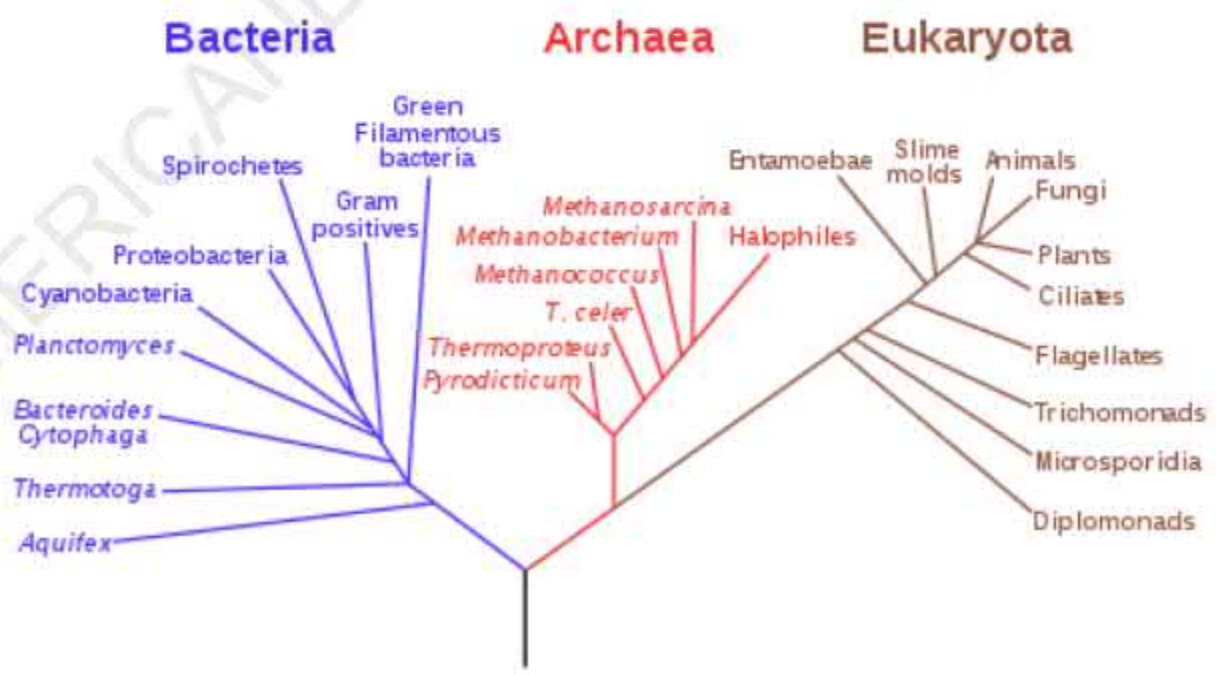 Bacteria
Archaea
Eukaryota
Green
Filamentous
bacteria
Spirochetes
Gram
positives
Proteobacteria
Cyanobacteria
Planctomyces
Bacteroides
Cytophaga
Thermotoga
Aquifex
Methanosarcina
Methanobacterium
Halophiles
Methanococcus
T. celer
Thermoproteus
Pyrodicticum
Entamoebae
Slime
molds
Animals
Fungi
Plants
Ciliates
Flagellates
Trichomonads
Microsporidia
Diplomonads